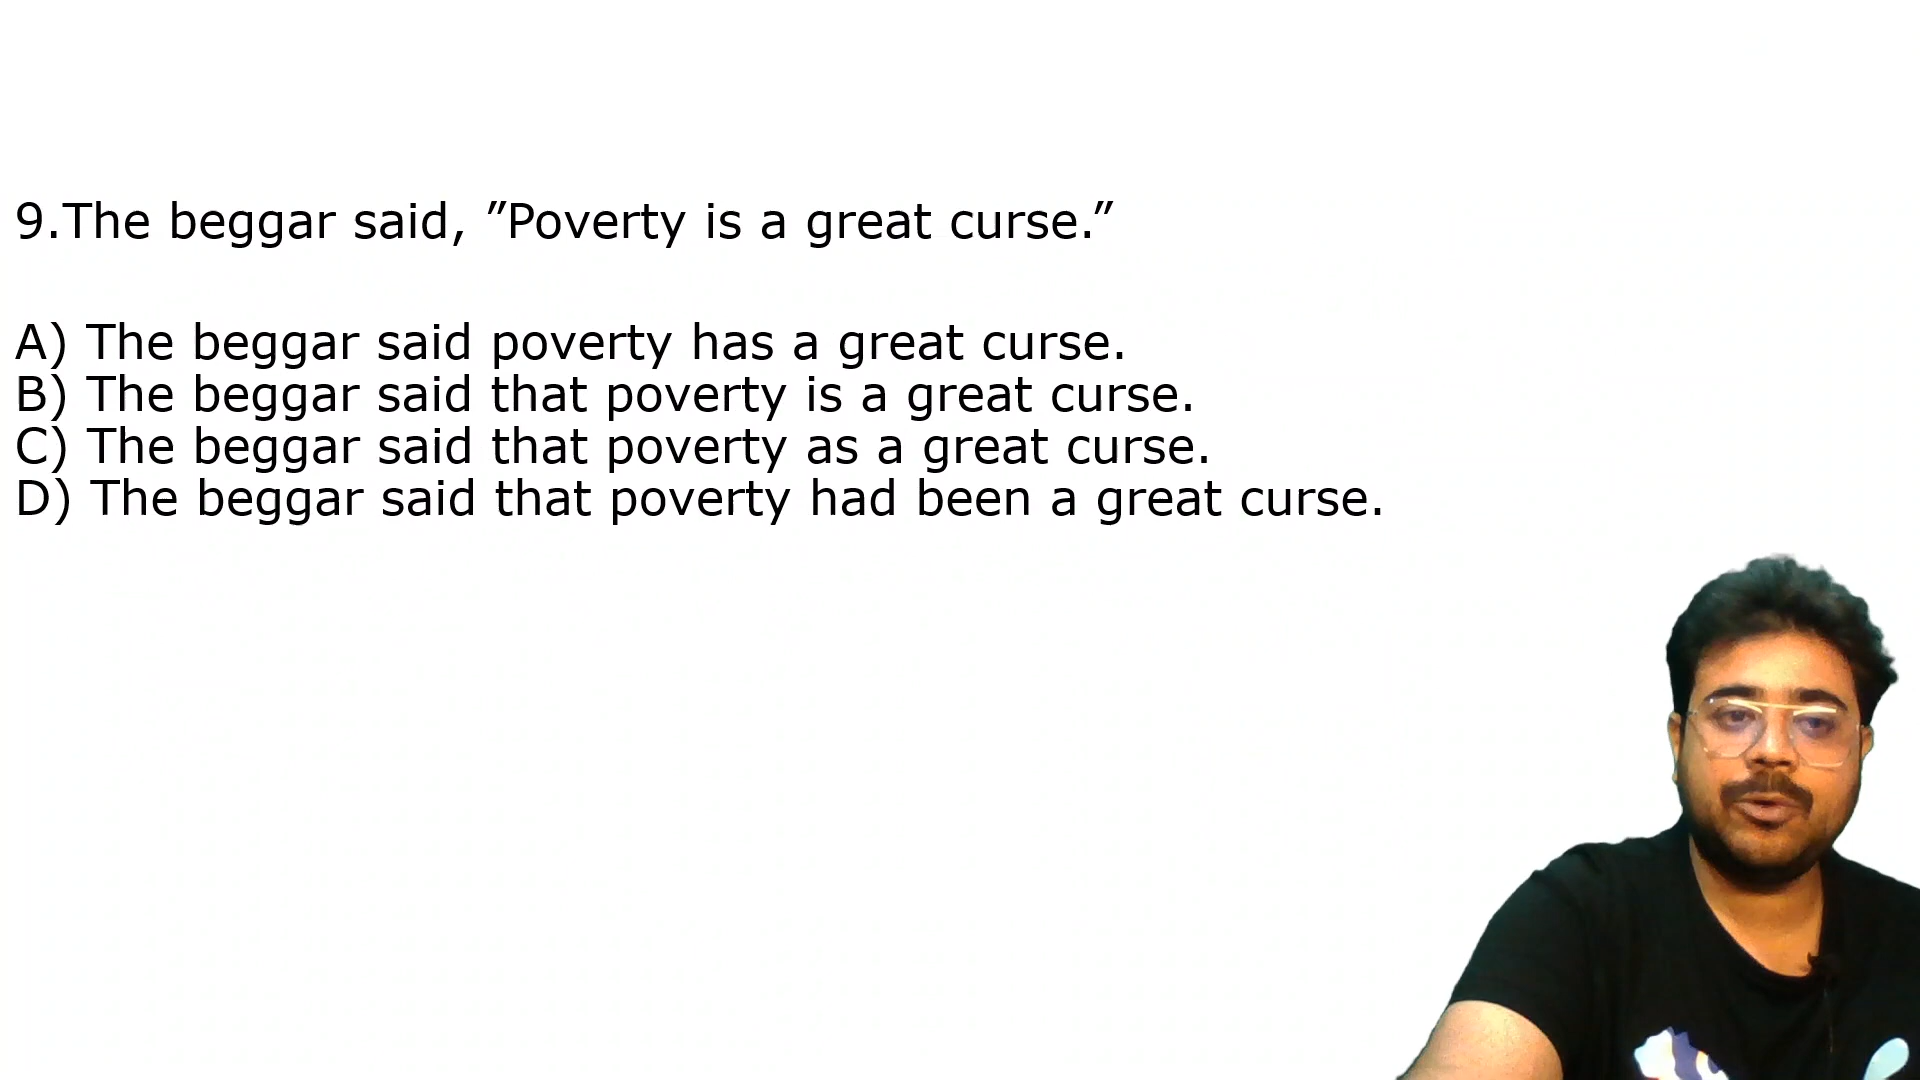 9.The beggar said, ”Poverty is a great curse.”
A) The beggar said poverty has a great curse.
B) The beggar said that poverty is a great curse.
C) The beggar said that poverty as a great curse.
D) The beggar said that poverty had been a great curse.